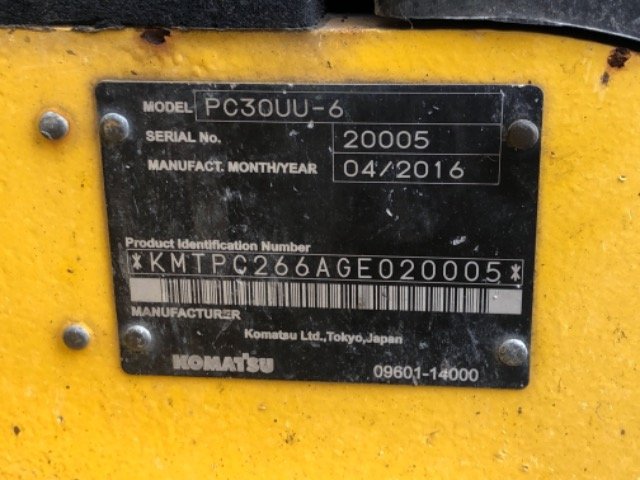 MODEL PC30UU-6
SERIAL No. 20005
MANUFACT. MONTH/YEAR 04/2016
Product Identification Number
*KMTPC266AGE020005*
MANUFACTURER
Komatsu Ltd.,Tokyo,Japan
KOMATSU 09601-14000